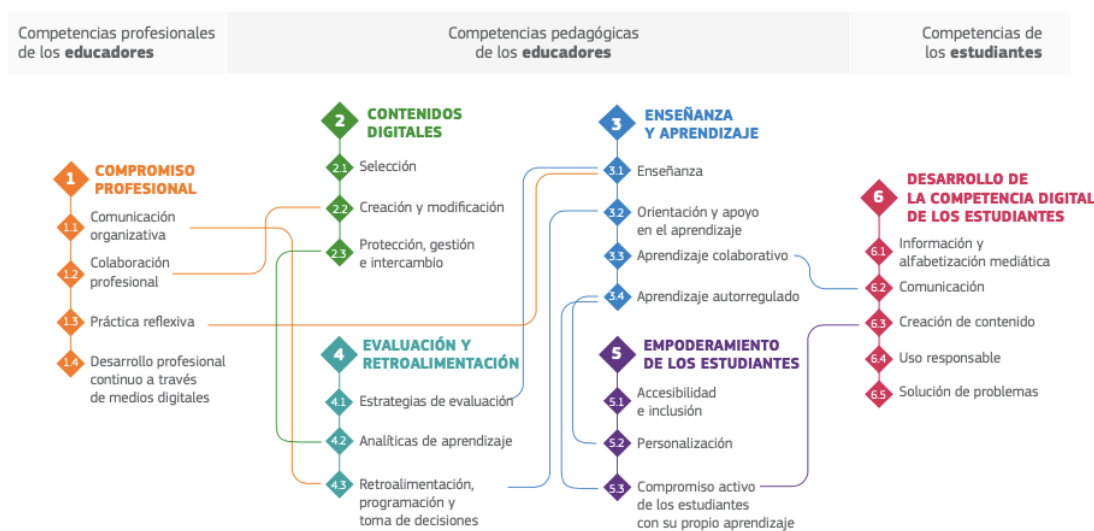 Competencias profesionales
de los educadores
Competencias pedagógicas
de los educadores
Competencias de
los estudiantes
1
COMPROMISO
PROFESIONAL
1.1
Comunicación
organizativa
1.2
Colaboración
profesional
1.3
Práctica reflexiva
1.4
Desarrollo profesional
continuo a través
de medios digitales
2
CONTENIDOS
DIGITALES
2.1
Selección
2.2
Creación y modificación
2.3
Protección, gestión
e intercambio
4
EVALUACIÓN Y
RETROALIMENTACIÓN
4.1
Estrategias de evaluación
4.2
Analíticas de aprendizaje
4.3
Retroalimentación,
programación y
toma de decisiones
3
ENSEÑANZA
Y APRENDIZAJE
3.1
Enseñanza
3.2
Orientación y apoyo
en el aprendizaje
3.3
Aprendizaje colaborativo
3.4
Aprendizaje autorregulado
5
EMPODERAMIENTO
DE LOS ESTUDIANTES
5.1
Accesibilidad
e inclusión
5.2
Personalización
5.3
Compromiso activo
de los estudiantes
con su propio aprendizaje
6
DESARROLLO DE
LA COMPETENCIA DIGITAL
DE LOS ESTUDIANTES
6.1
Información y
alfabetización mediática
6.2
Comunicación
6.3
Creación de contenido
6.4
Uso responsable
6.5
Solución de problemas